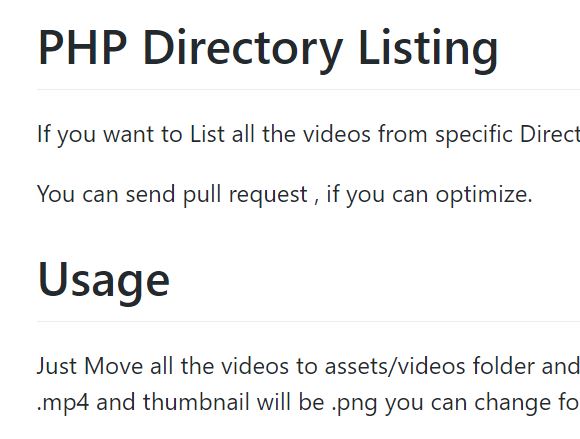 PHP Directory Listing
If you want to List all the videos from specific Direct
You can send pull request , if you can optimize.
Usage
Just Move all the videos to assets/videos folder and
.mp4 and thumbnail will be .png you can change fo